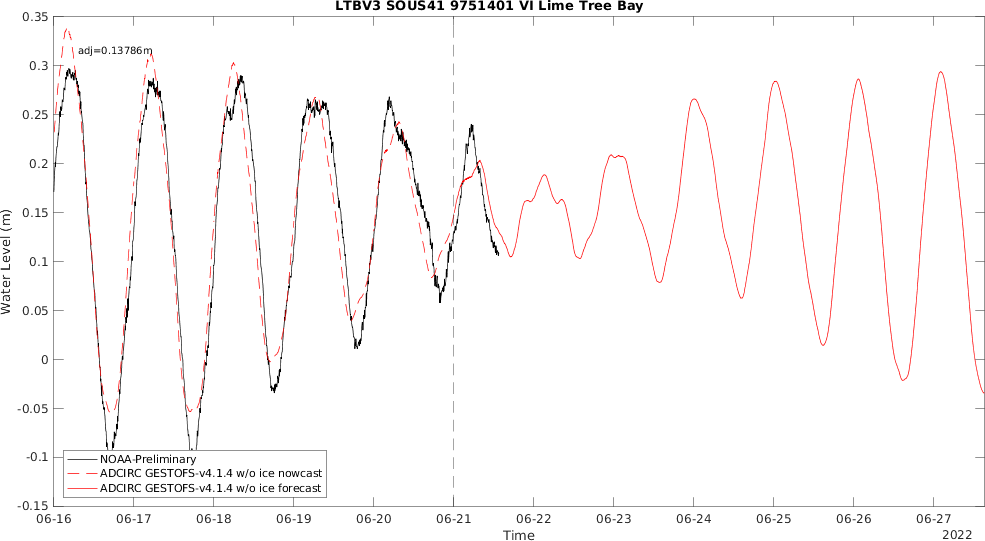 LTBV3 SOUS41 9751401 VI Lime Tree Bay
adj=0.13786m
Water Level (m)
0.35
0.3
0.25
0.2
0.15
0.1
0.05
0
-0.05
-0.1
-0.15
NOAA-Preliminary
ADCIRC GESTOFS-v4.1.4 w/o ice nowcast
ADCIRC GESTOFS-v4.1.4 w/o ice forecast
06-16 06-17 06-18 06-19 06-20 06-21 06-22 06-23 06-24 06-25 06-26 06-27
Time
2022